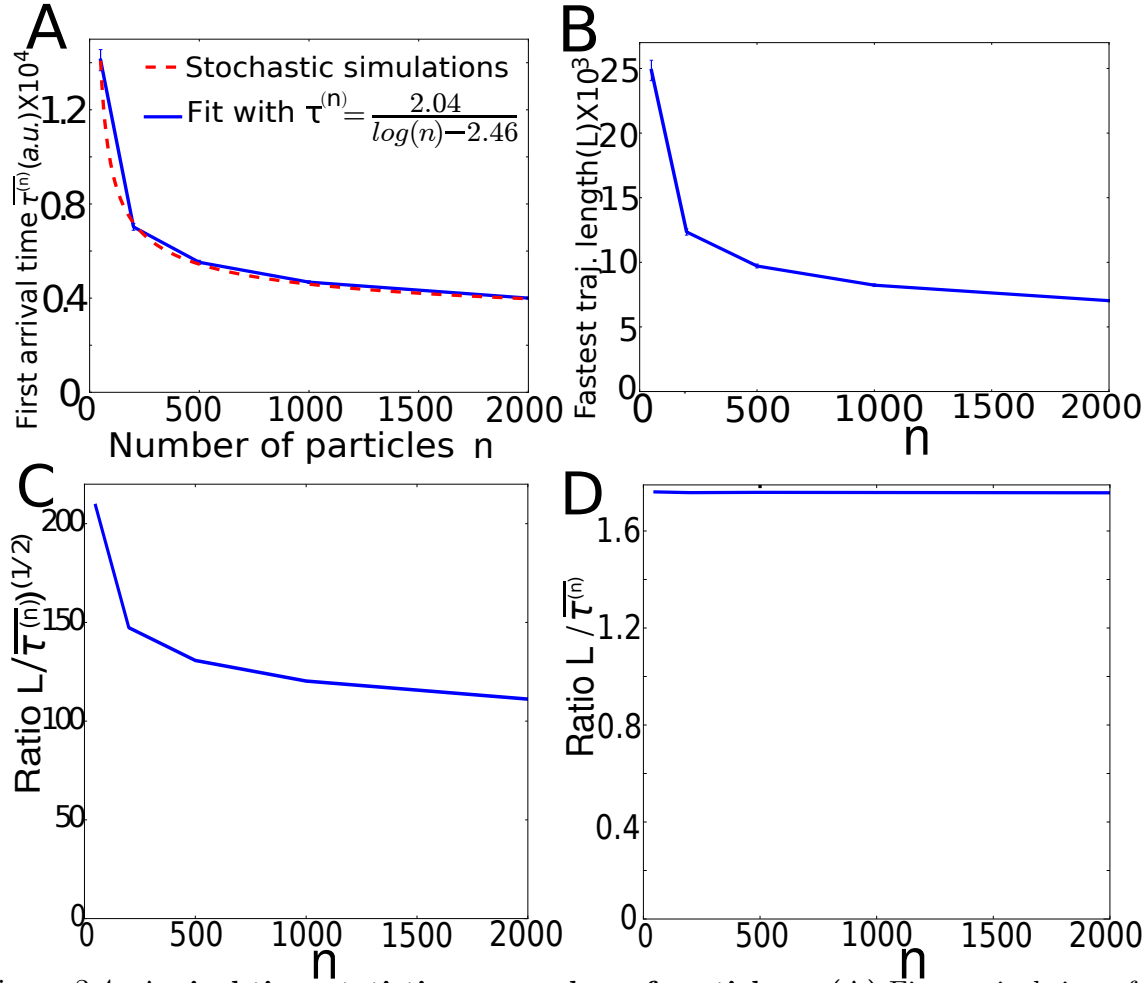 A
First arrival time τ̅⁽ⁿ⁾(a.u.)X10⁴
1.2
0.8
0.4
0
Stochastic simulations
Fit with τ⁽ⁿ⁾ = 2.04 / log(n)−2.46
0 500 1000 1500 2000
Number of particles n
B
Fastest traj. length(L)X10³
25
20
15
10
5
0
0 500 1000 1500 2000
n
C
Ratio L/τ̅⁽ⁿ⁾)⁽¹/²⁾
200
150
100
50
0
0 500 1000 1500 2000
n
D
Ratio L / τ̅⁽ⁿ⁾
1.6
1.2
0.8
0.4
0
0 500 1000 1500 2000
n